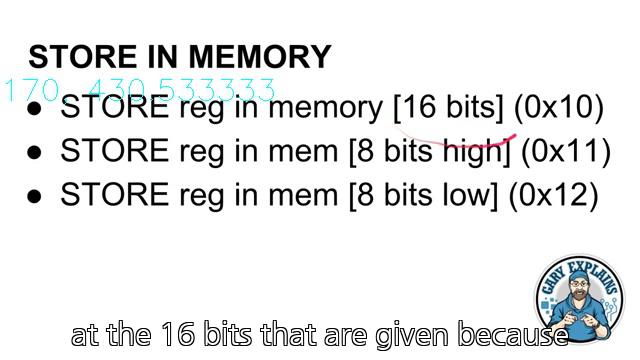 STORE IN MEMORY
170, 430.533333
● STORE reg in memory [16 bits] (0x10)
● STORE reg in mem [8 bits high] (0x11)
● STORE reg in mem [8 bits low] (0x12)
GARY EXPLAINS
at the 16 bits that are given because